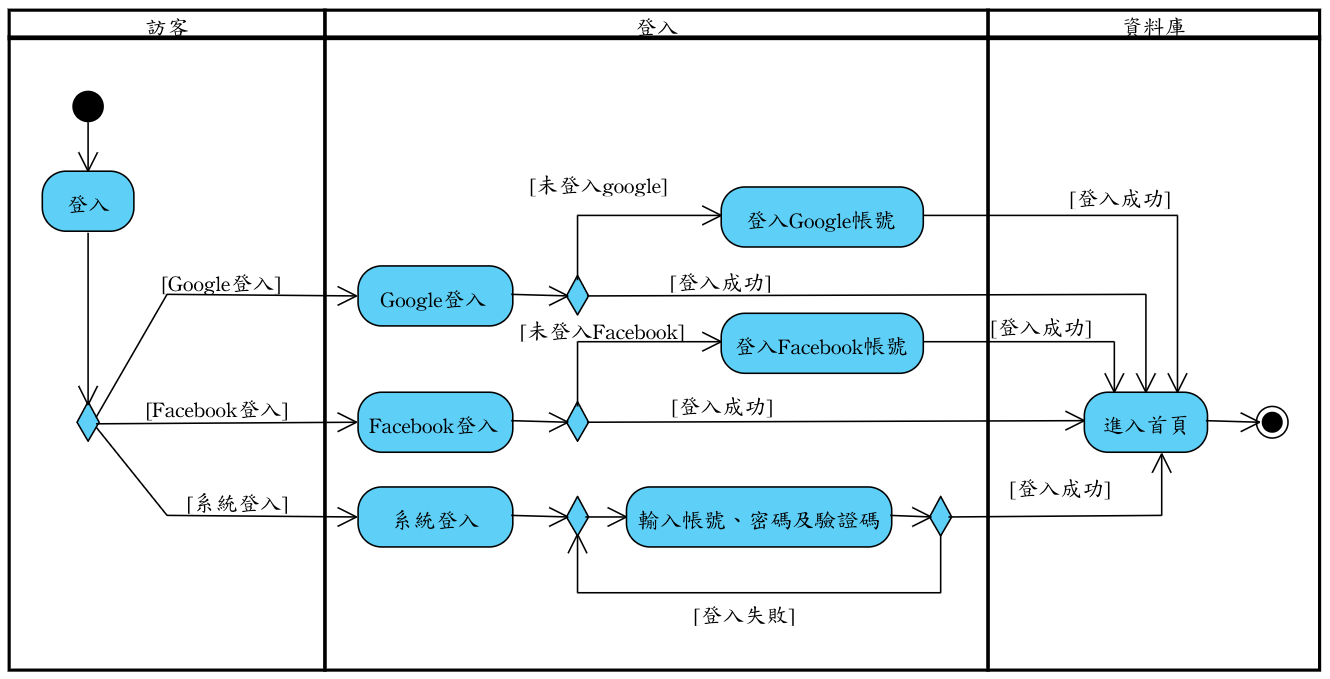 訪客
登入
資料庫
登入
[未登入google]
登入Google帳號
[登入成功]
[Google登入]
Google登入
[登入成功]
[未登入Facebook]
登入Facebook帳號
[登入成功]
[Facebook登入]
Facebook登入
[登入成功]
進入首頁
[系統登入]
系統登入
輸入帳號、密碼及驗證碼
[登入成功]
[登入失敗]